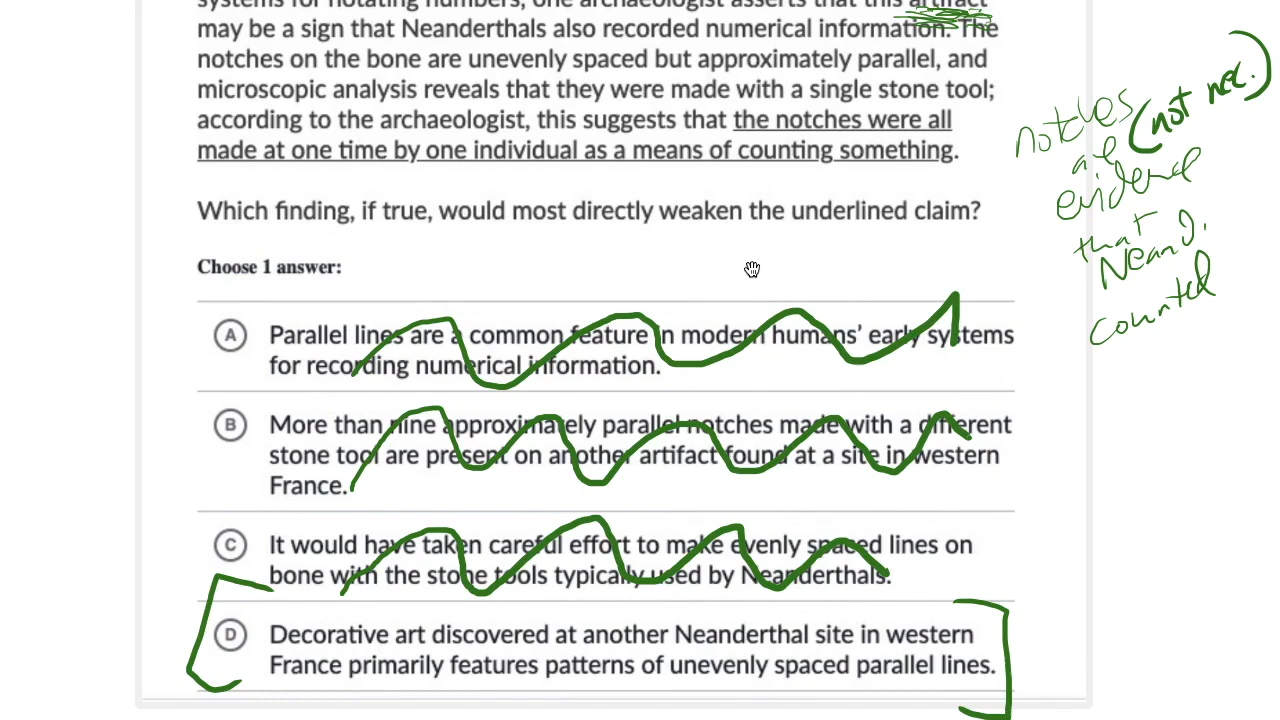 systems for notating numbers, one archaeologist asserts that this artifact
may be a sign that Neanderthals also recorded numerical information. The
notches on the bone are unevenly spaced but approximately parallel, and
microscopic analysis reveals that they were made with a single stone tool;
according to the archaeologist, this suggests that the notches were all
made at one time by one individual as a means of counting something.
Which finding, if true, would most directly weaken the underlined claim?
Choose 1 answer:
A Parallel lines are a common feature in modern humans' early systems
for recording numerical information.
B More than nine approximately parallel notches made with a different
stone tool are present on another artifact found at a site in western
France.
C It would have taken careful effort to make evenly spaced lines on
bone with the stone tools typically used by Neanderthals.
D Decorative art discovered at another Neanderthal site in western
France primarily features patterns of unevenly spaced parallel lines.
notches (not nec.)
are
evidence
that
Neand.
counted